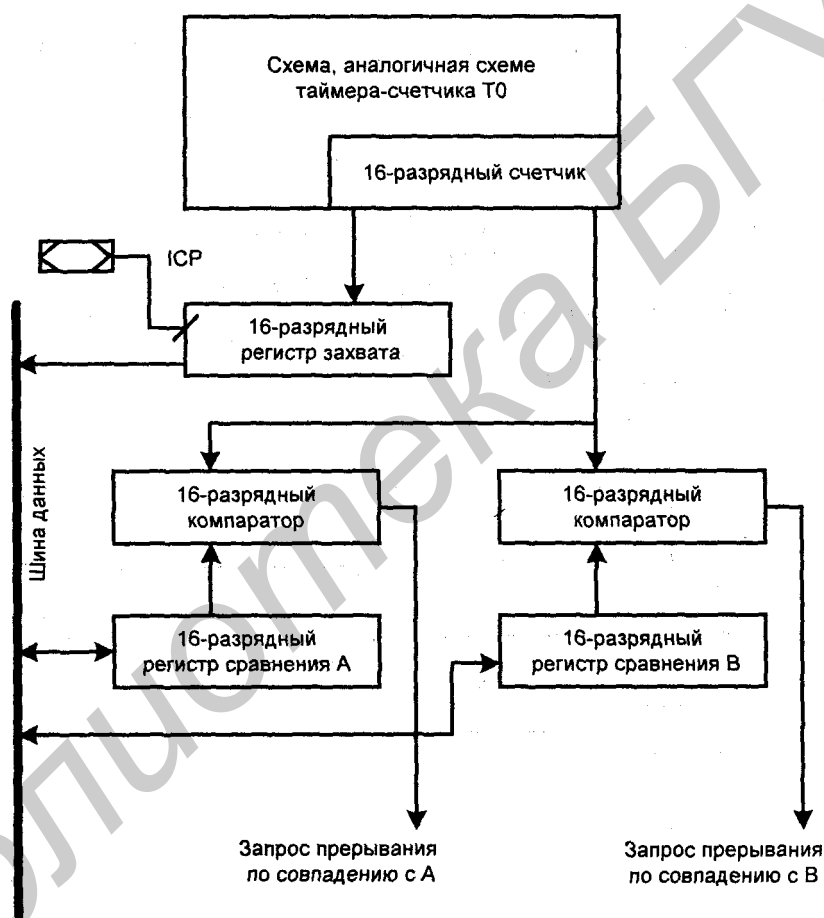 Схема, аналогичная схеме
таймера-счетчика T0
16-разрядный счетчик
ICP
16-разрядный
регистр захвата
Шина данных
16-разрядный
компаратор
16-разрядный
компаратор
16-разрядный
регистр сравнения A
16-разрядный
регистр сравнения B
Запрос прерывания
по совпадению с A
Запрос прерывания
по совпадению с B